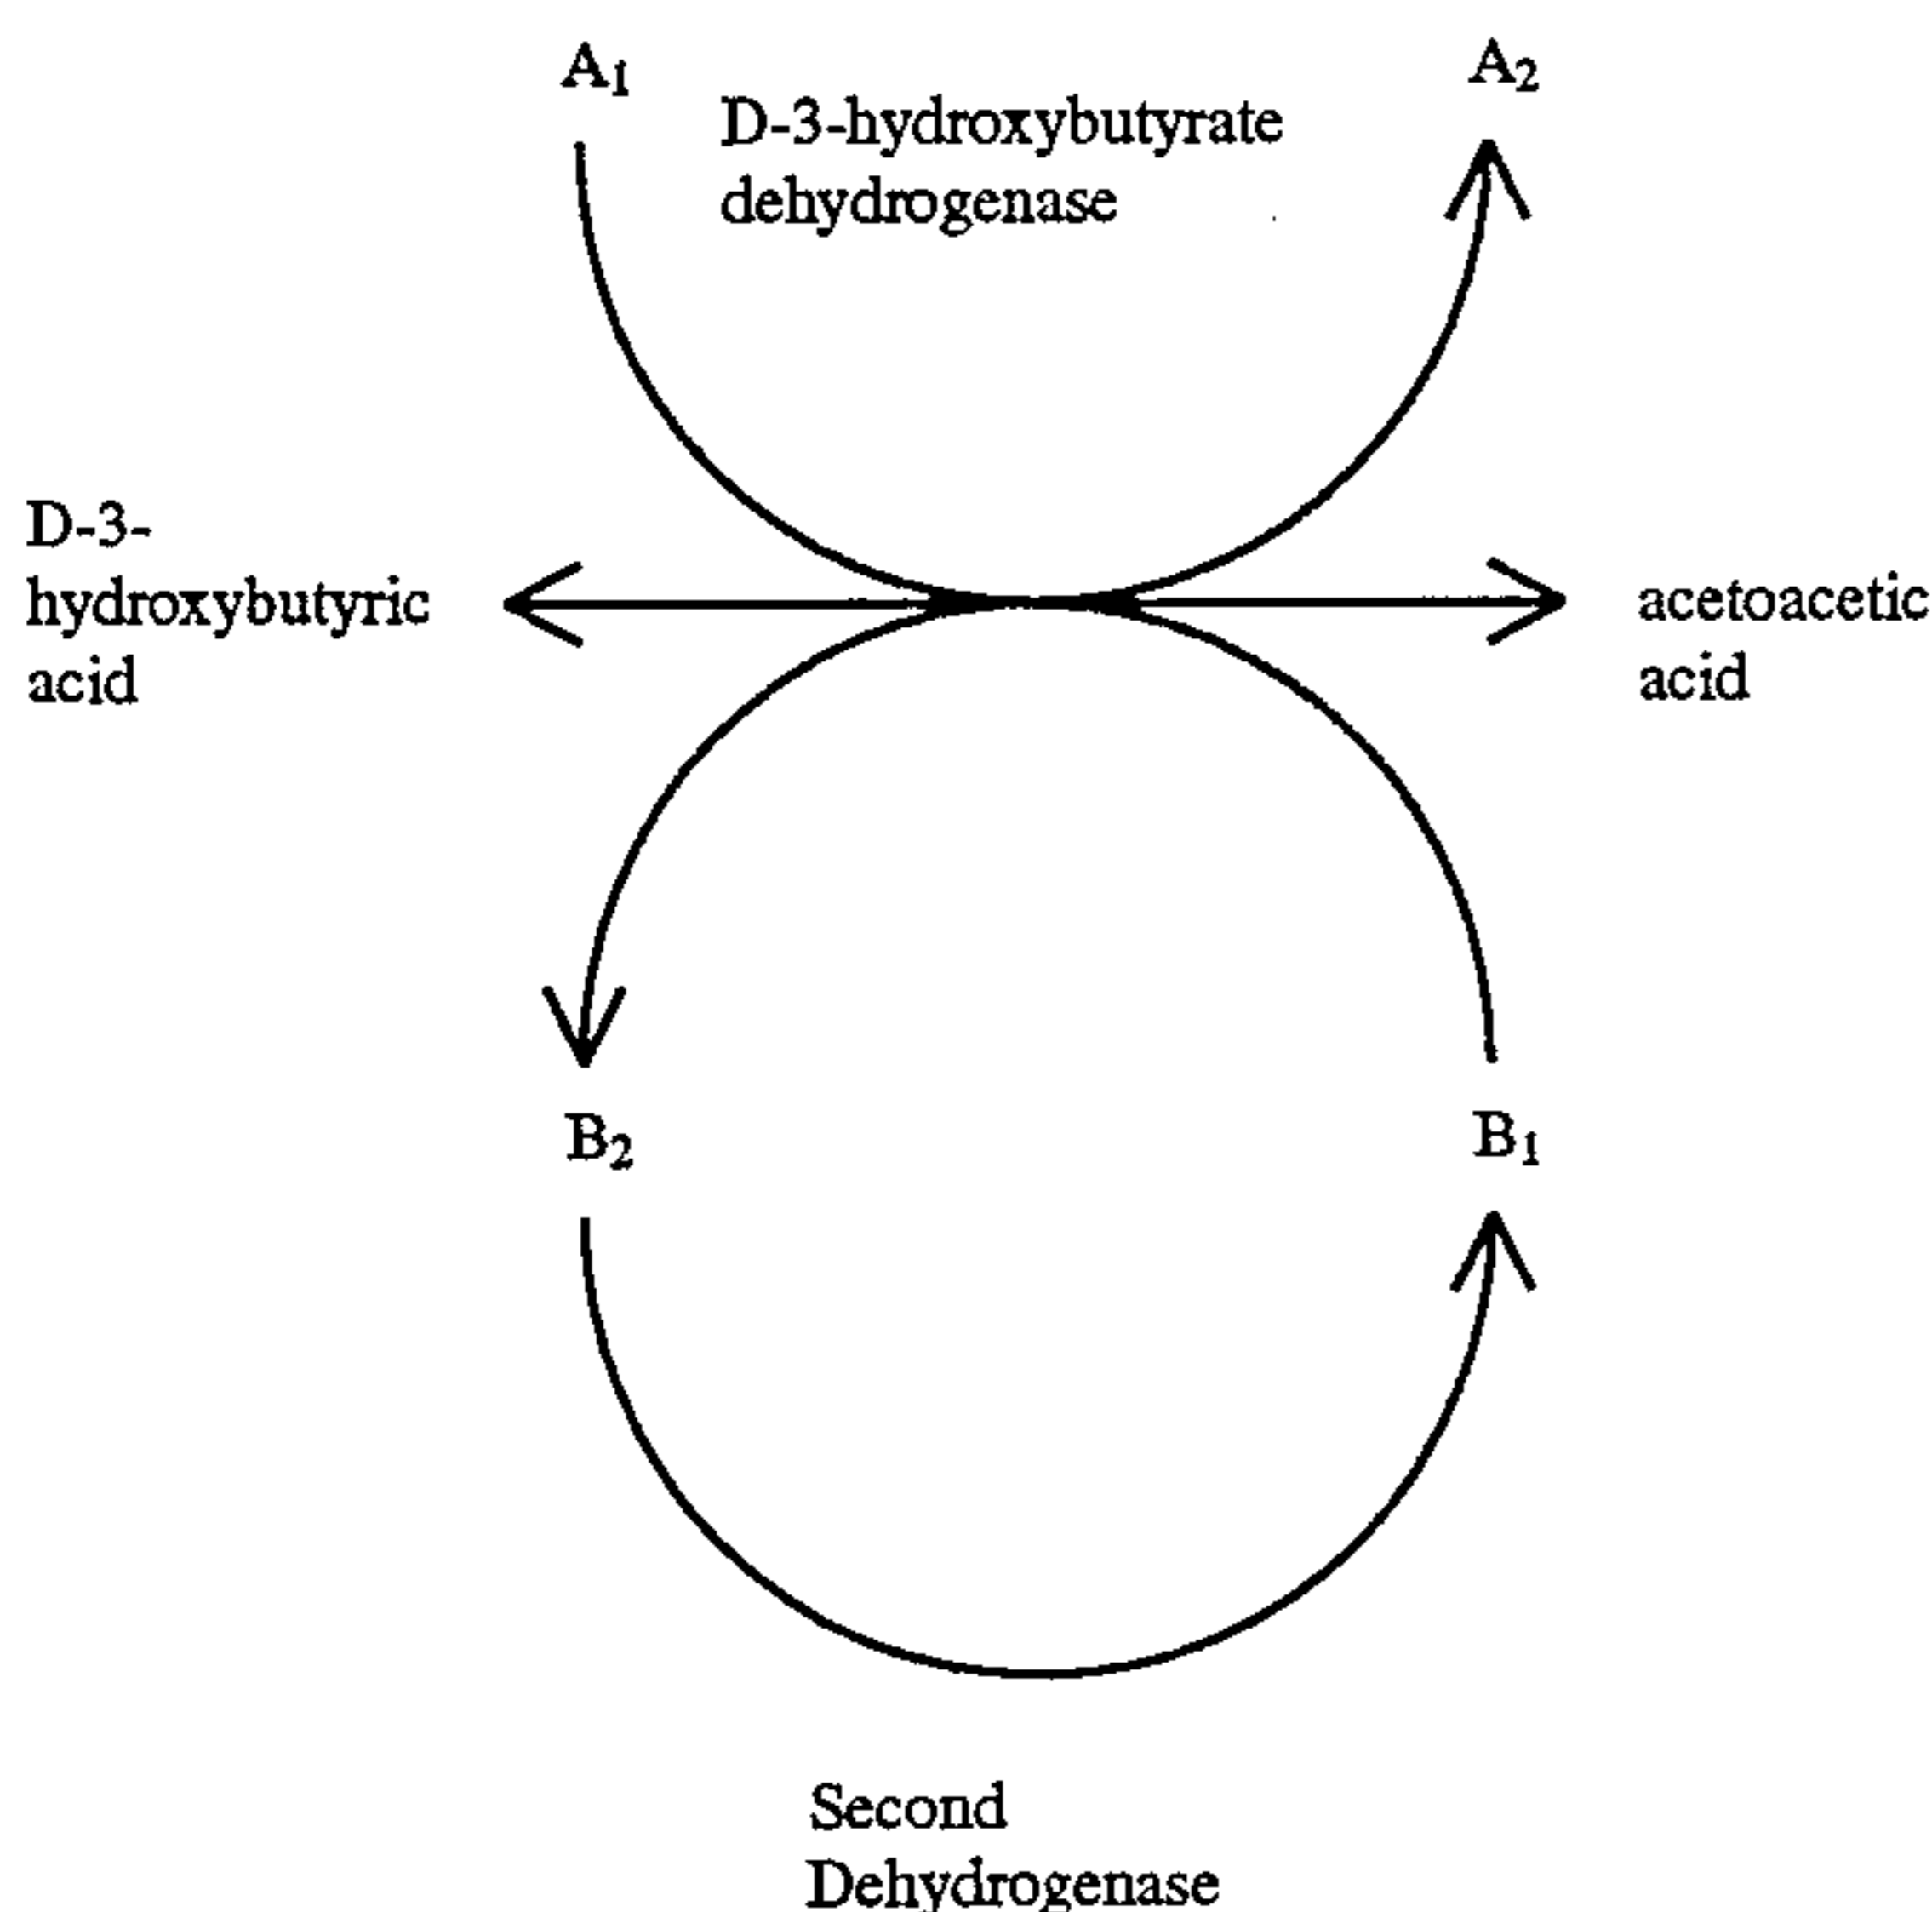 A1
A2
D-3-hydroxybutyrate
dehydrogenase
D-3-
hydroxybutyric
acid
acetoacetic
acid
B2
B1
Second
Dehydrogenase